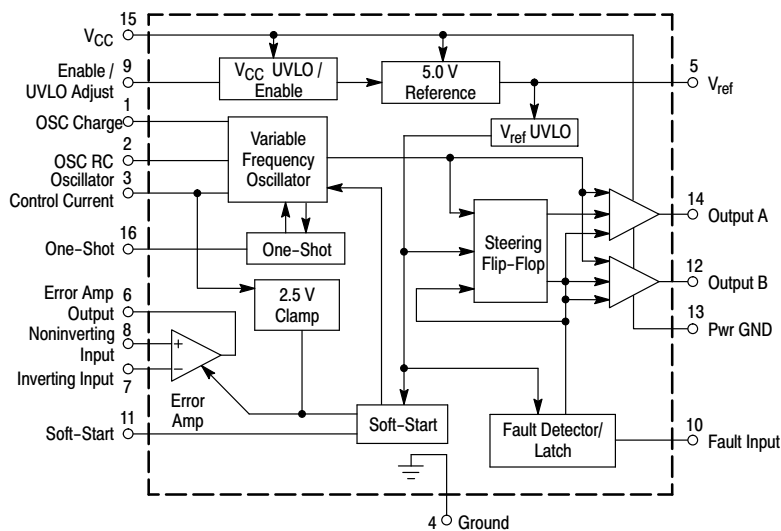 15
VCC
9
Enable /
UVLO Adjust
1
OSC Charge
2
OSC RC
Oscillator
3
Control Current
16
One-Shot
Error Amp
6
Output
8
Noninverting
Input
Inverting Input
7
11
Soft-Start
VCC UVLO /
Enable
5.0 V
Reference
Vref UVLO
Variable
Frequency
Oscillator
One-Shot
2.5 V
Clamp
Steering
Flip-Flop
+
−
Error
Amp
Soft-Start
Fault Detector/
Latch
5
Vref
14
Output A
12
Output B
13
Pwr GND
10
Fault Input
4
Ground